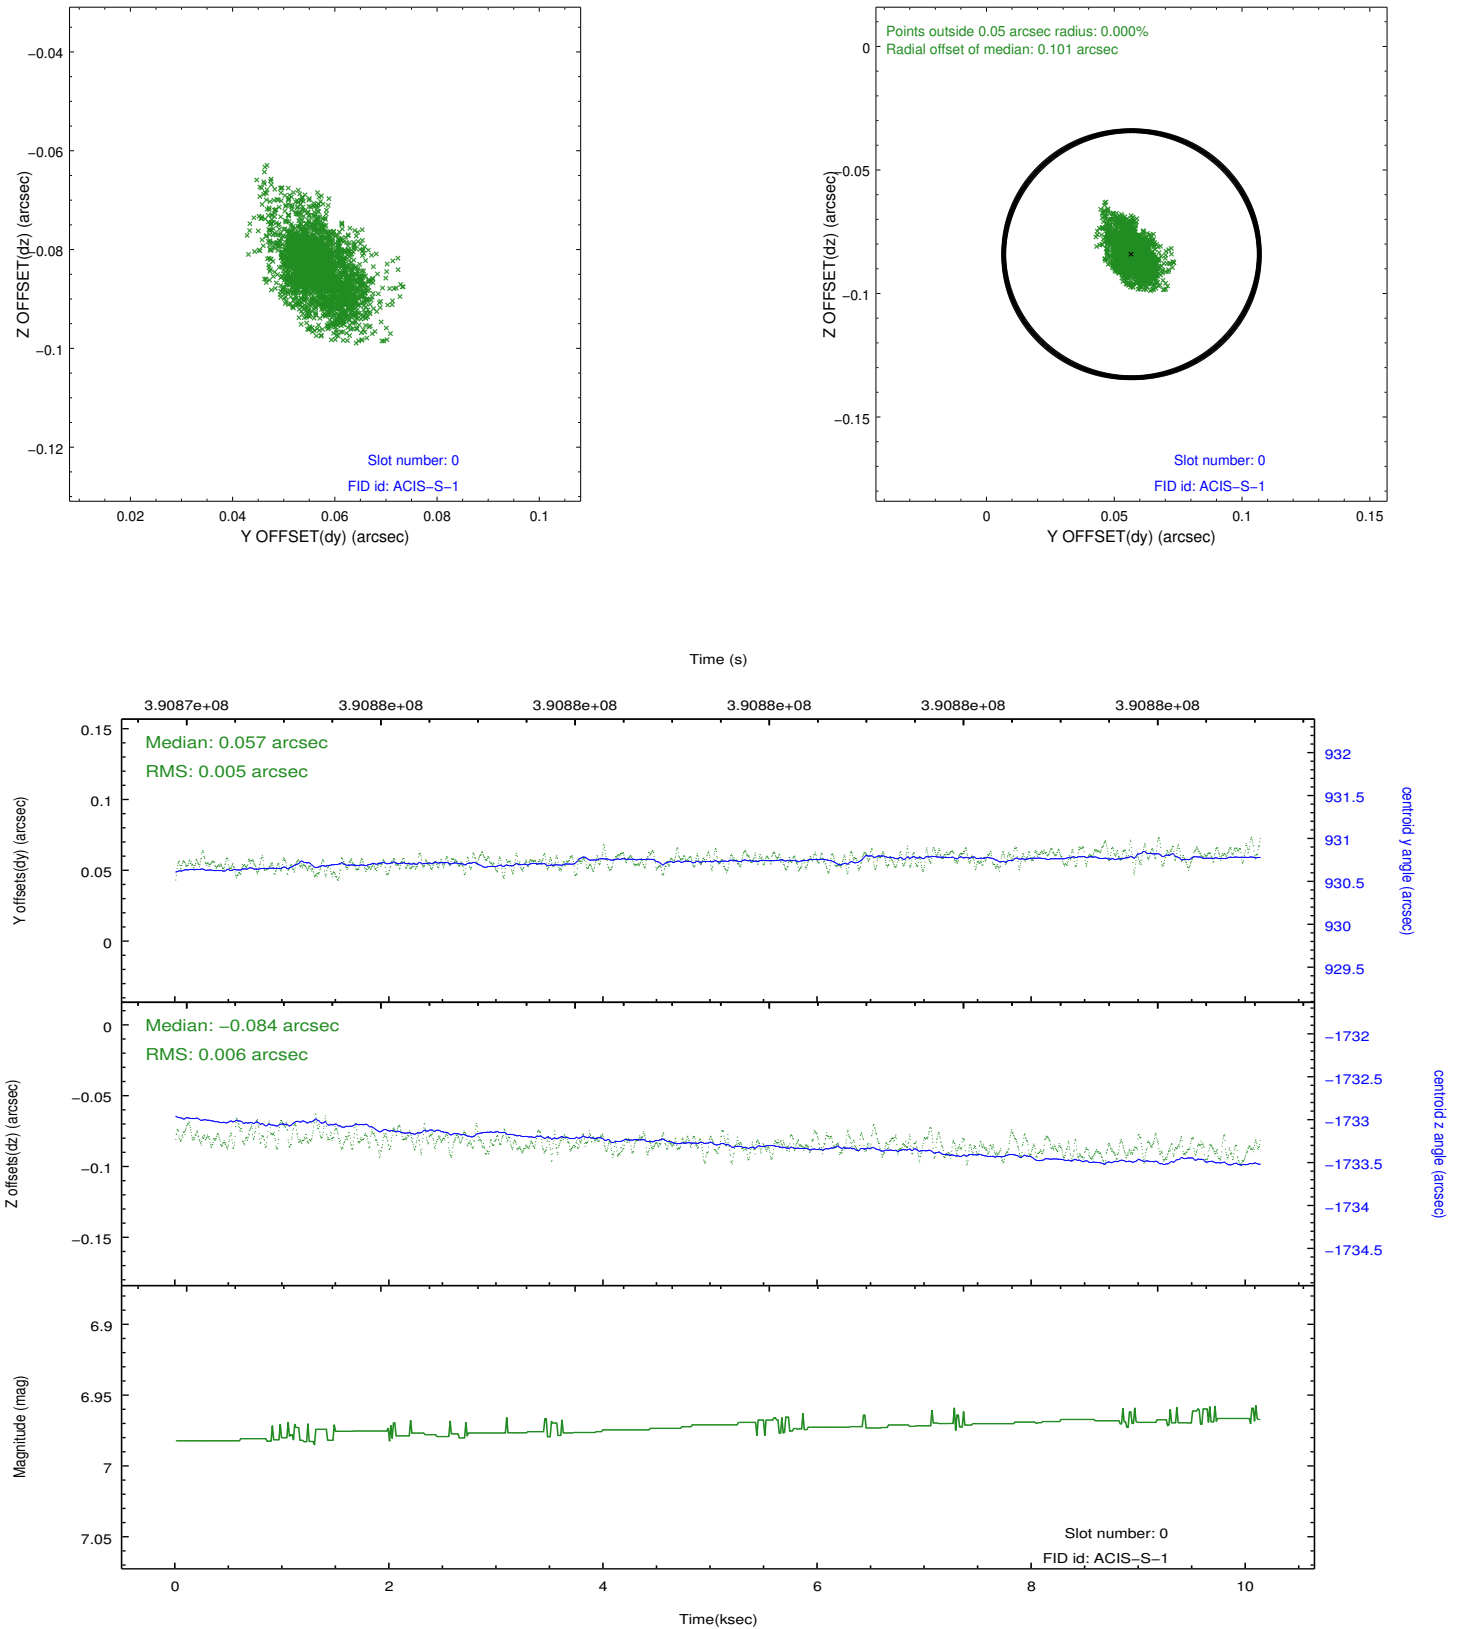 −0.04
−0.06
−0.08
−0.1
−0.12
Z OFFSET(dz) (arcsec)
Slot number: 0
FID id: ACIS−S−1
0.02 0.04 0.06 0.08 0.1
Y OFFSET(dy) (arcsec)
Points outside 0.05 arcsec radius: 0.000%
Radial offset of median: 0.101 arcsec
0
−0.05
−0.1
−0.15
Z OFFSET(dz) (arcsec)
Slot number: 0
FID id: ACIS−S−1
0 0.05 0.1 0.15
Y OFFSET(dy) (arcsec)
Time (s)
3.9087e+08 3.9088e+08 3.9088e+08 3.9088e+08 3.9088e+08 3.9088e+08
Median: 0.057 arcsec
RMS: 0.005 arcsec
0.15
0.1
0.05
0
Y offsets(dy) (arcsec)
932
931.5
931
930.5
930
929.5
centroid y angle (arcsec)
Median: −0.084 arcsec
RMS: 0.006 arcsec
0
−0.05
−0.1
−0.15
Z offsets(dz) (arcsec)
−1732
−1732.5
−1733
−1733.5
−1734
−1734.5
centroid z angle (arcsec)
6.9
6.95
7
7.05
Magnitude (mag)
Slot number: 0
FID id: ACIS−S−1
0 2 4 6 8 10
Time(ksec)